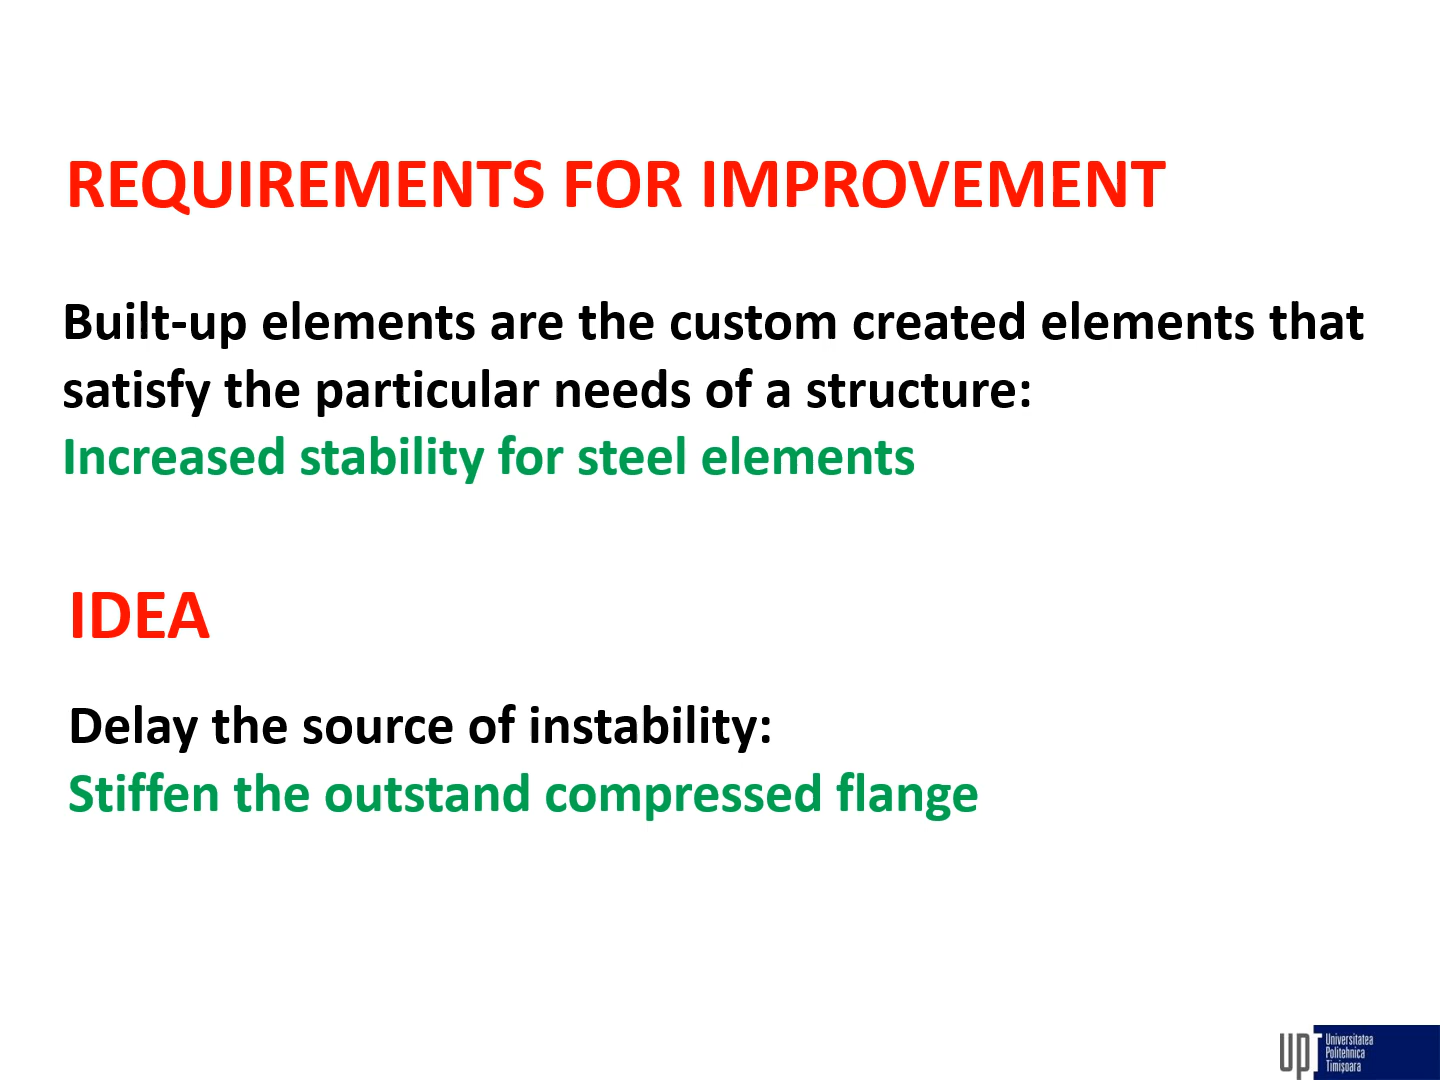 REQUIREMENTS FOR IMPROVEMENT
Built-up elements are the custom created elements that
satisfy the particular needs of a structure:
Increased stability for steel elements
IDEA
Delay the source of instability:
Stiffen the outstand compressed flange
UPT
Universitatea
Politehnica
Timișoara